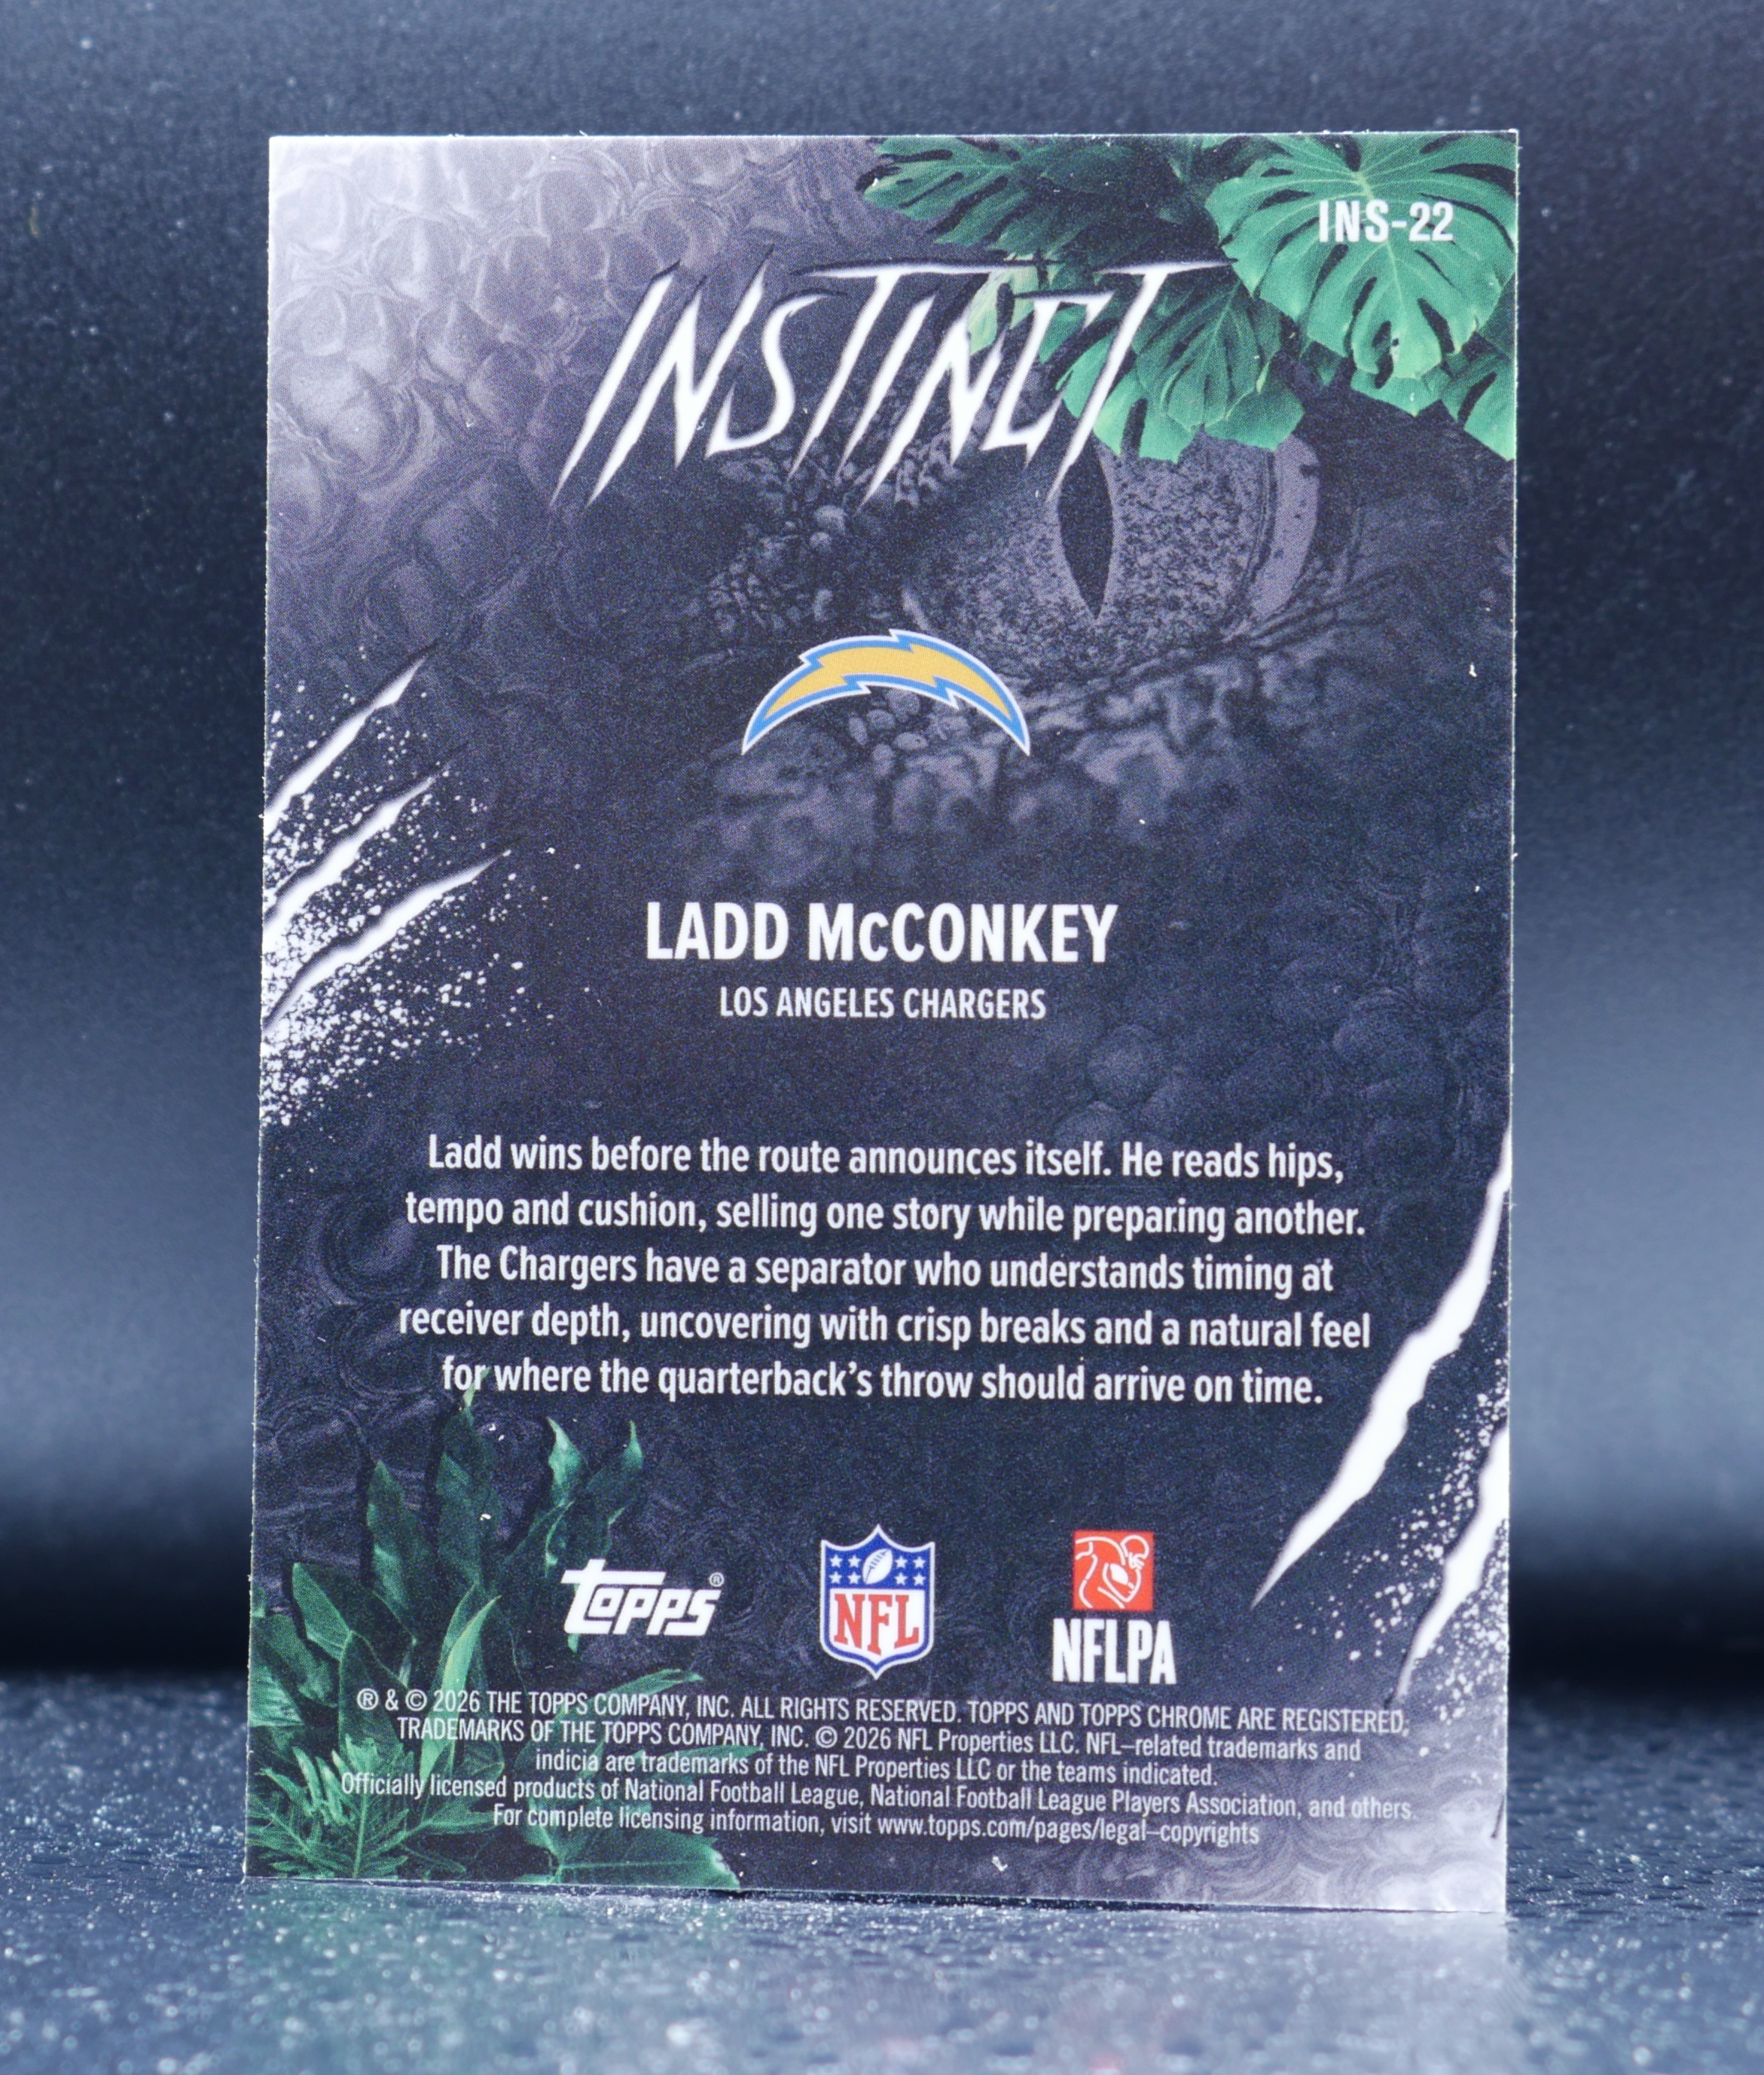 INS-22
INSTINCT
LADD McCONKEY
LOS ANGELES CHARGERS
Ladd wins before the route announces itself. He reads hips,
tempo and cushion, selling one story while preparing another.
The Chargers have a separator who understands timing at
receiver depth, uncovering with crisp breaks and a natural feel
for where the quarterback's throw should arrive on time.
topps®
NFL
NFLPA
® & © 2026 THE TOPPS COMPANY, INC. ALL RIGHTS RESERVED. TOPPS AND TOPPS CHROME ARE REGISTERED,
TRADEMARKS OF THE TOPPS COMPANY, INC. © 2026 NFL Properties LLC. NFL–related trademarks and
indicia are trademarks of the NFL Properties LLC or the teams indicated.
Officially licensed products of National Football League, National Football League Players Association, and others.
For complete licensing information, visit www.topps.com/pages/legal–copyrights